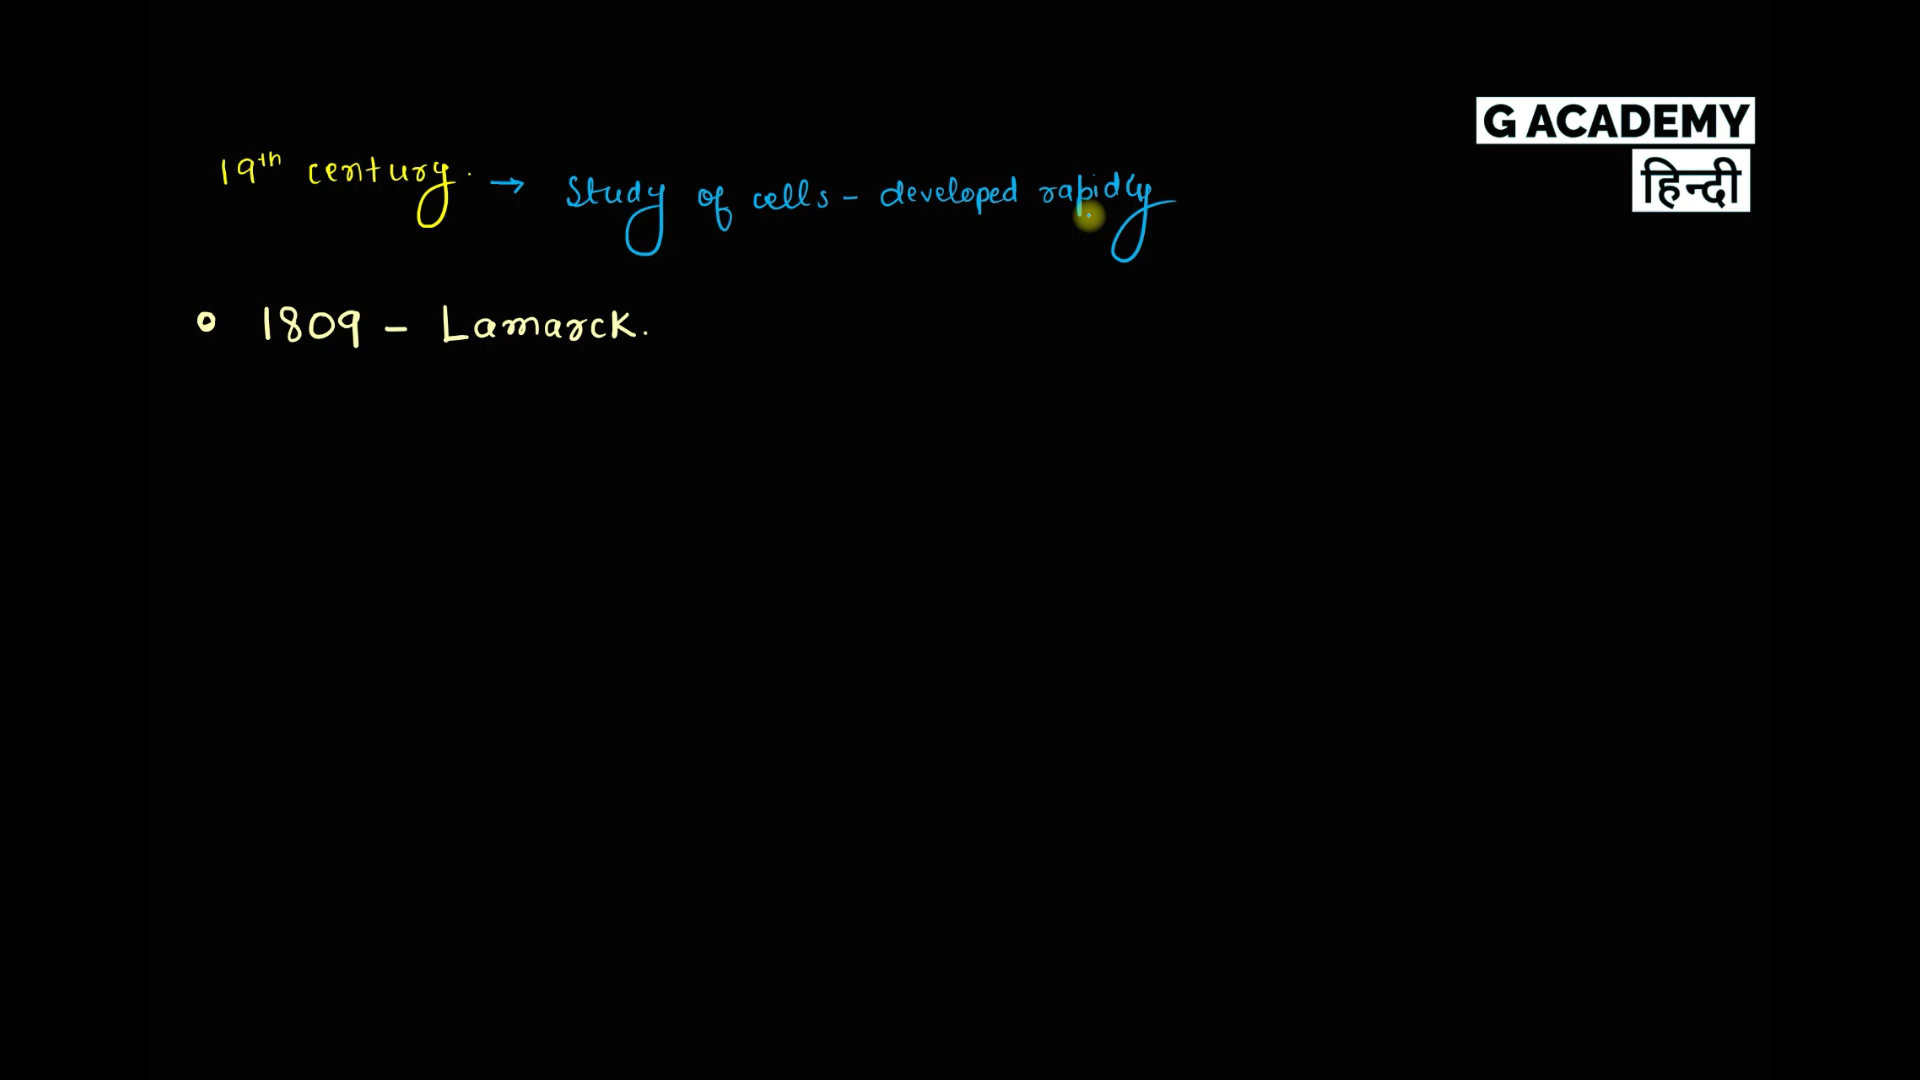 G ACADEMY
हिन्दी
19th century. → Study of cells - developed rapidly
1809 - Lamarck.